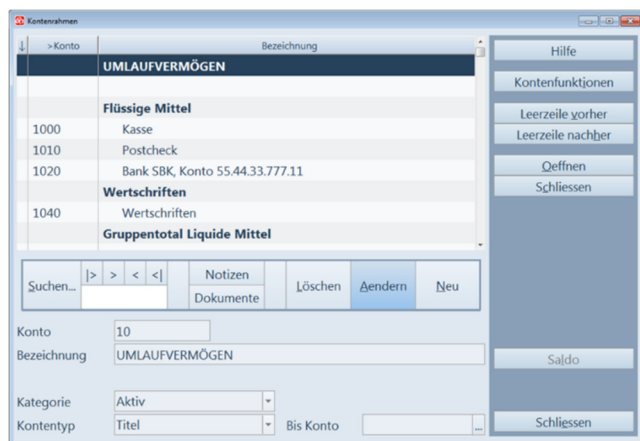 Kontenrahmen
>Konto Bezeichnung
UMLAUFVERMÖGEN
Flüssige Mittel
1000 Kasse
1010 Postcheck
1020 Bank SBK, Konto 55.44.33.777.11
Wertschriften
1040 Wertschriften
Gruppentotal Liquide Mittel
Hilfe
Kontenfunktionen
Leerzeile vorher
Leerzeile nachher
Oeffnen
Schliessen
Suchen... |> > < <| Notizen Löschen Aendern Neu
Dokumente
Konto 10
Bezeichnung UMLAUFVERMÖGEN
Saldo
Kategorie Aktiv
Kontentyp Titel Bis Konto ...
Schliessen